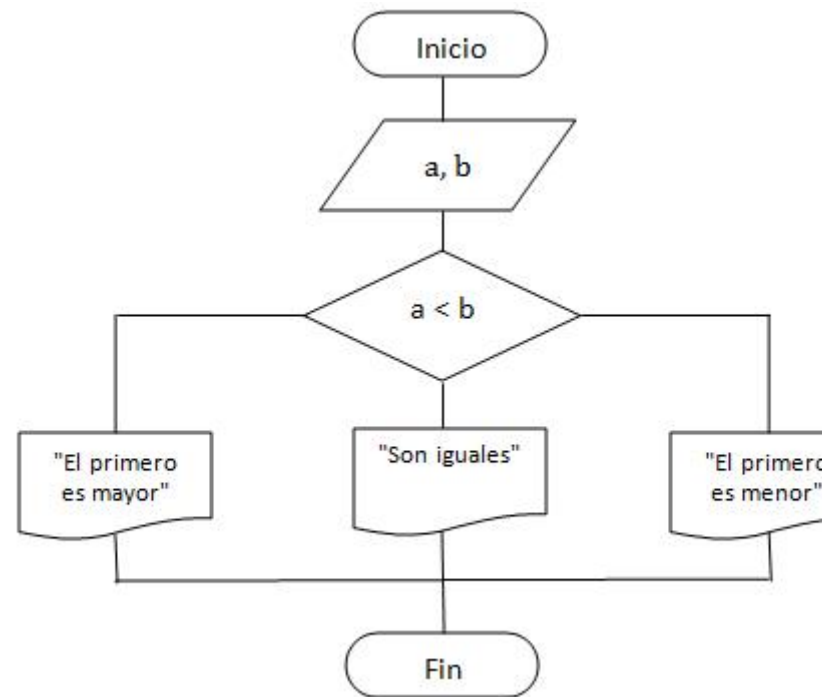 Inicio
a, b
a < b
"El primero
es mayor"
"Son iguales"
"El primero
es menor"
Fin